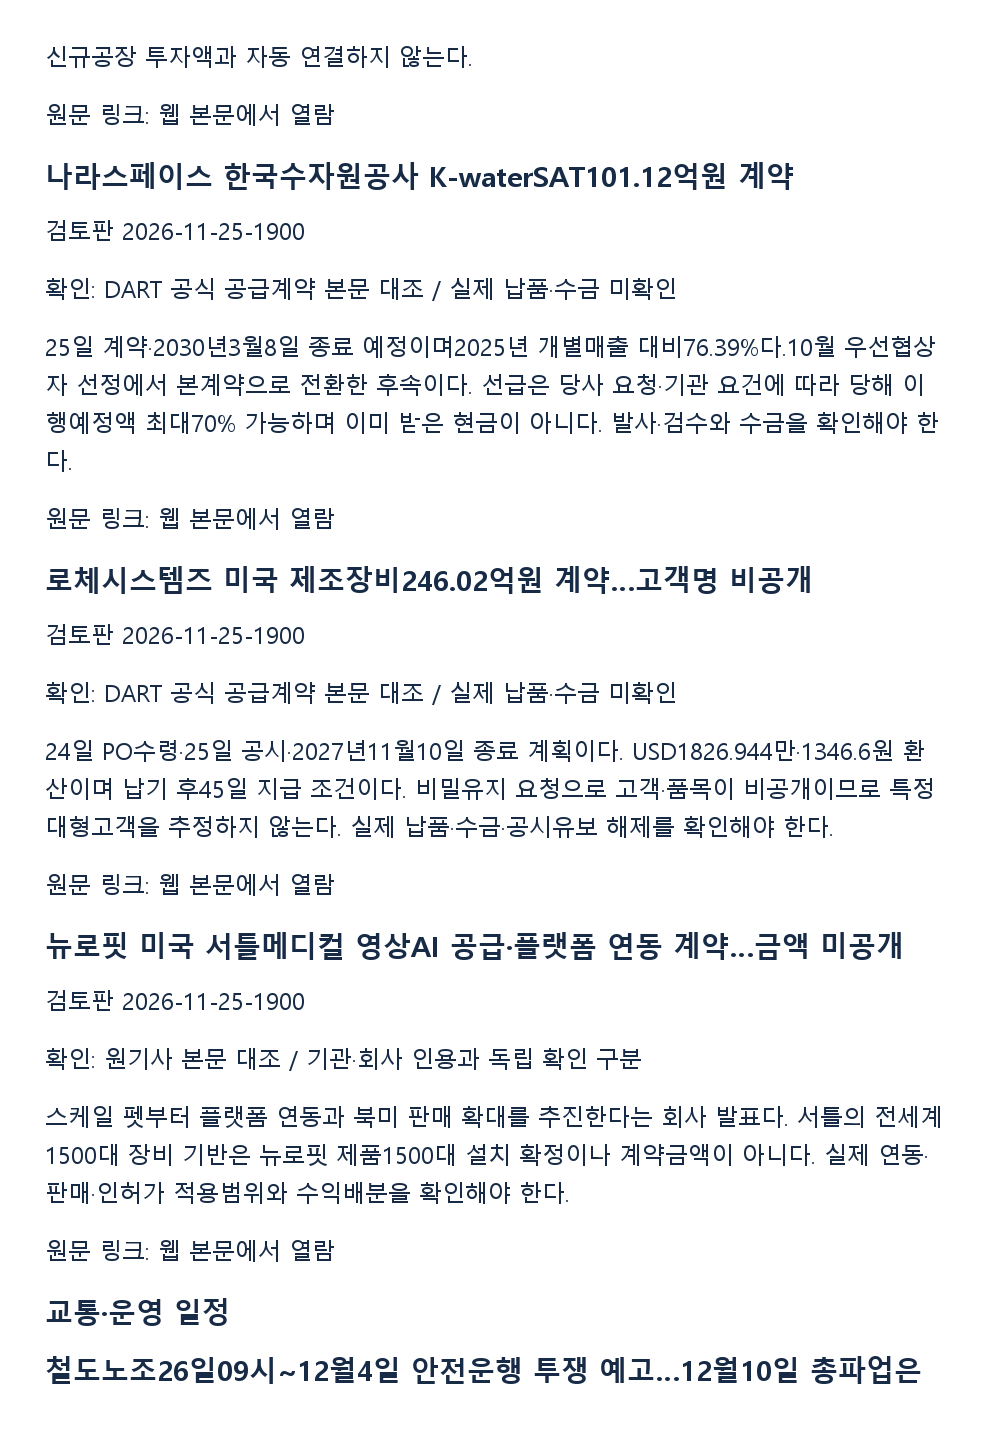 신규공장 투자액과 자동 연결하지 않는다.
원문 링크: 웹 본문에서 열람
나라스페이스 한국수자원공사 K-waterSAT101.12억원 계약
검토판 2026-11-25-1900
확인: DART 공식 공급계약 본문 대조 / 실제 납품·수금 미확인
25일 계약·2030년3월8일 종료 예정이며2025년 개별매출 대비76.39%다.10월 우선협상
자 선정에서 본계약으로 전환한 후속이다. 선급은 당사 요청·기관 요건에 따라 당해 이
행예정액 최대70% 가능하며 이미 받은 현금이 아니다. 발사·검수와 수금을 확인해야 한
다.
원문 링크: 웹 본문에서 열람
로체시스템즈 미국 제조장비246.02억원 계약...고객명 비공개
검토판 2026-11-25-1900
확인: DART 공식 공급계약 본문 대조 / 실제 납품·수금 미확인
24일 PO수령·25일 공시·2027년11월10일 종료 계획이다. USD1826.944만·1346.6원 환
산이며 납기 후45일 지급 조건이다. 비밀유지 요청으로 고객·품목이 비공개이므로 특정
대형고객을 추정하지 않는다. 실제 납품·수금·공시유보 해제를 확인해야 한다.
원문 링크: 웹 본문에서 열람
뉴로핏 미국 서틀메디컬 영상AI 공급·플랫폼 연동 계약...금액 미공개
검토판 2026-11-25-1900
확인: 원기사 본문 대조 / 기관·회사 인용과 독립 확인 구분
스케일 펫부터 플랫폼 연동과 북미 판매 확대를 추진한다는 회사 발표다. 서틀의 전세계
1500대 장비 기반은 뉴로핏 제품1500대 설치 확정이나 계약금액이 아니다. 실제 연동·
판매·인허가 적용범위와 수익배분을 확인해야 한다.
원문 링크: 웹 본문에서 열람
교통·운영 일정
철도노조26일09시~12월4일 안전운행 투쟁 예고...12월10일 총파업은